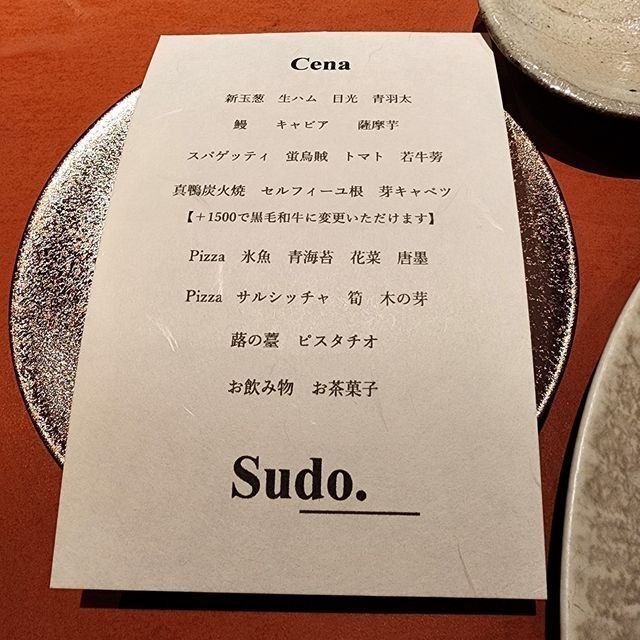 Cena
新玉葱 生ハム 目光 青羽太
鰻 キャビア 薩摩芋
スパゲッティ 蛍烏賊 トマト 若牛蒡
真鴨炭火焼 セルフィーユ根 芽キャベツ
【＋1500で黒毛和牛に変更いただけます】
Pizza 氷魚 青海苔 花菜 唐墨
Pizza サルシッチャ 筍 木の芽
蕗の薹 ピスタチオ
お飲み物 お茶菓子
Sudo.